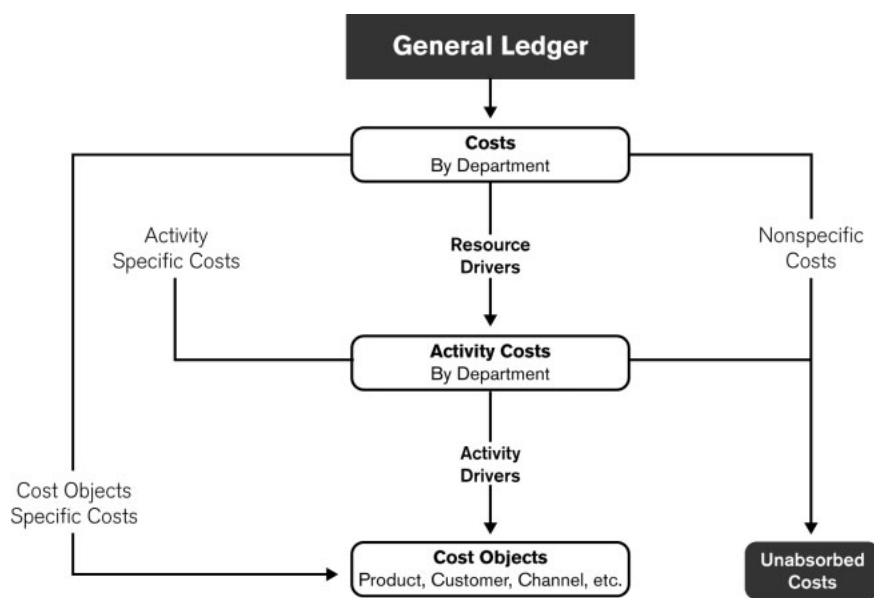 General Ledger
Costs
By Department
Activity
Specific Costs
Resource
Drivers
Nonspecific
Costs
Activity Costs
By Department
Activity
Drivers
Cost Objects
Specific Costs
Cost Objects
Product, Customer, Channel, etc.
Unabsorbed
Costs